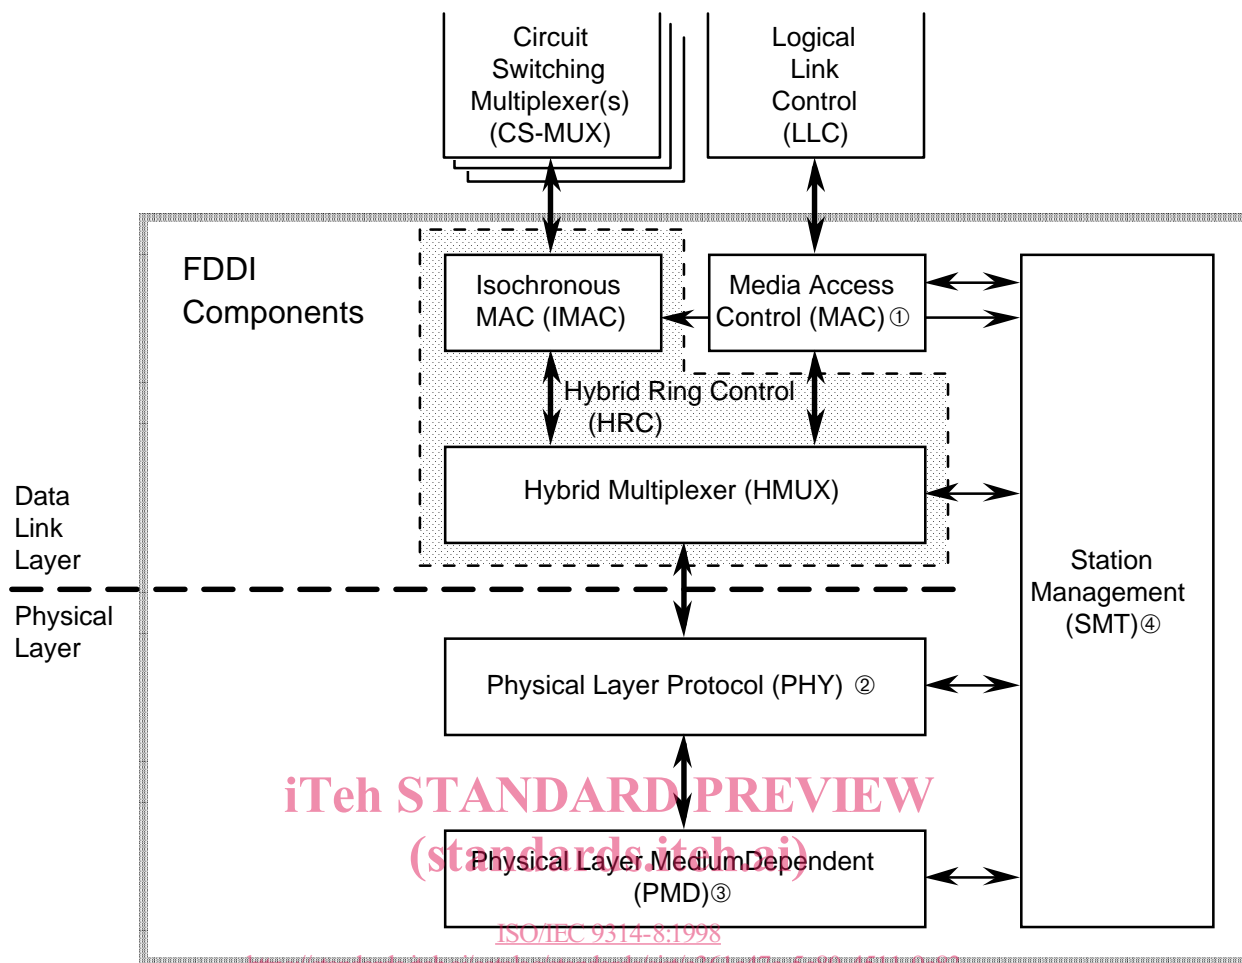 Circuit
Switching
Multiplexer(s)
(CS-MUX)
Logical
Link
Control
(LLC)
FDDI
Components
Isochronous
MAC (IMAC)
Media Access
Control (MAC) ①
Hybrid Ring Control
(HRC)
Hybrid Multiplexer (HMUX)
Data
Link
Layer
Physical
Layer
Station
Management
(SMT)④
Physical Layer Protocol (PHY) ②
iTeh STANDARD PREVIEW
(standards.iteh.ai)
Physical Layer MediumDependent
(PMD)③
ISO/IEC 9314-8:1998